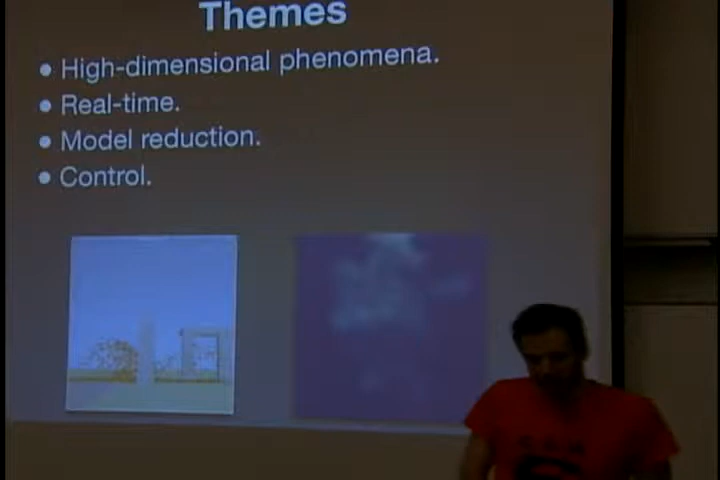 Themes
• High-dimensional phenomena.
• Real-time.
• Model reduction.
• Control.